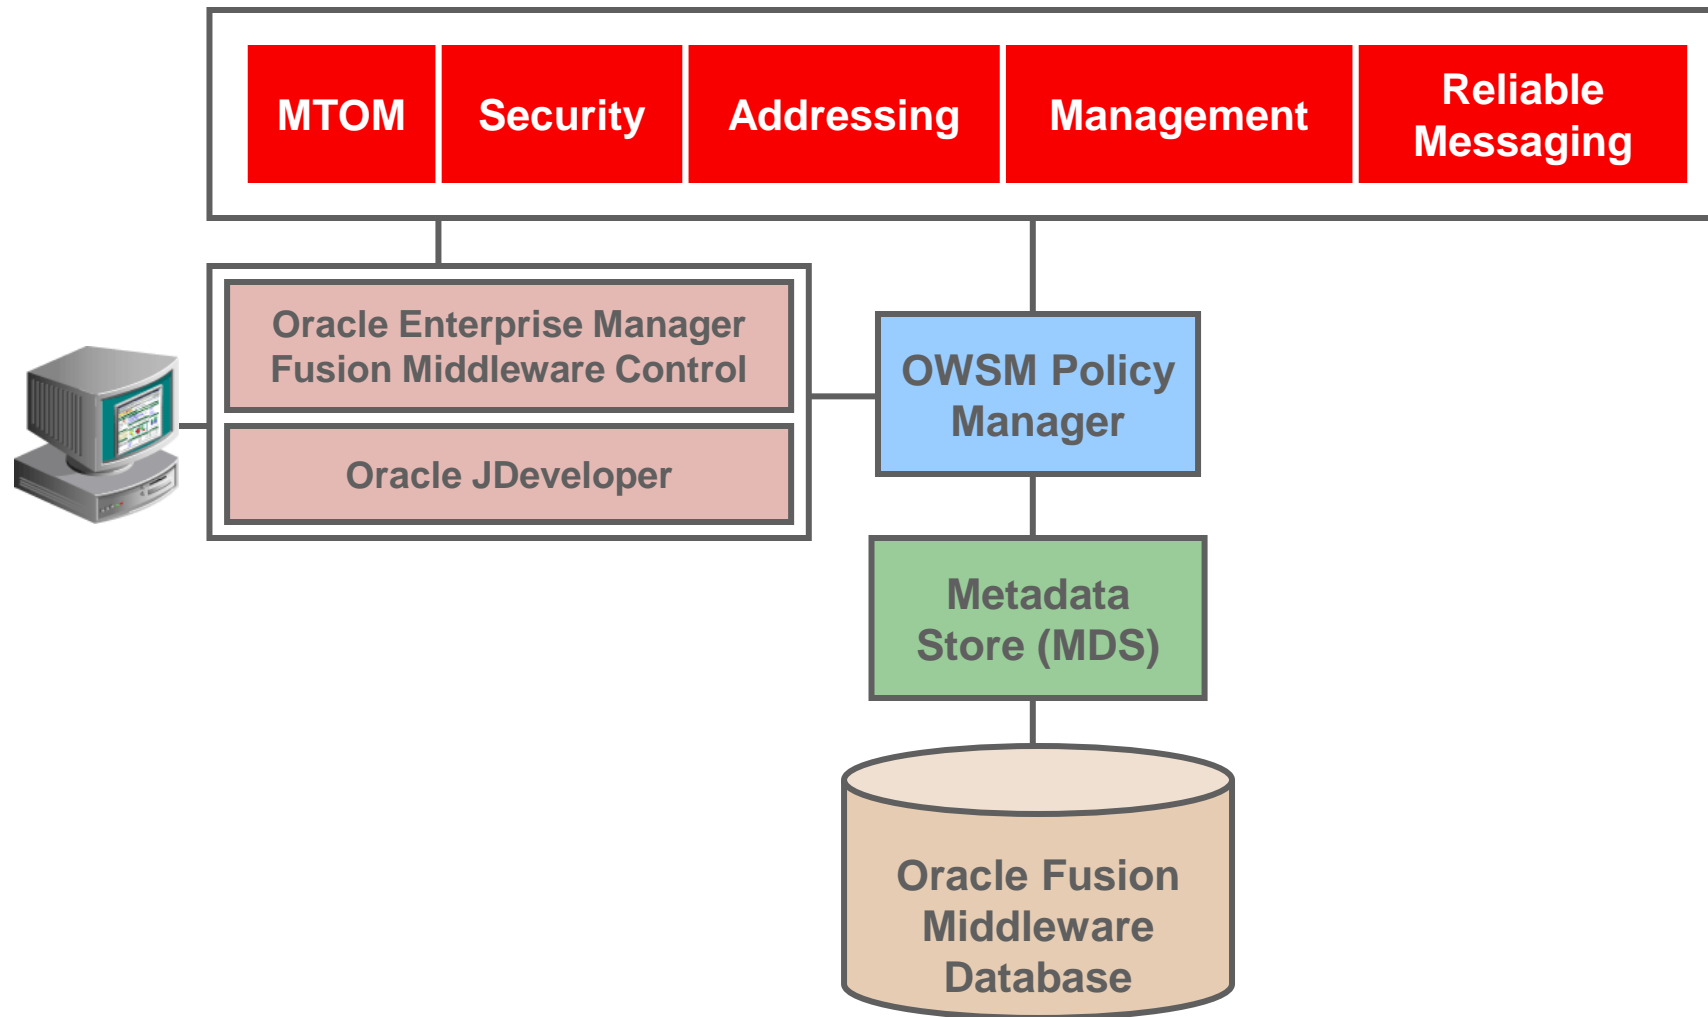 MTOM
Security
Addressing
Management
Reliable
Messaging
Oracle Enterprise Manager
Fusion Middleware Control
Oracle JDeveloper
OWSM Policy
Manager
Metadata
Store (MDS)
Oracle Fusion
Middleware
Database